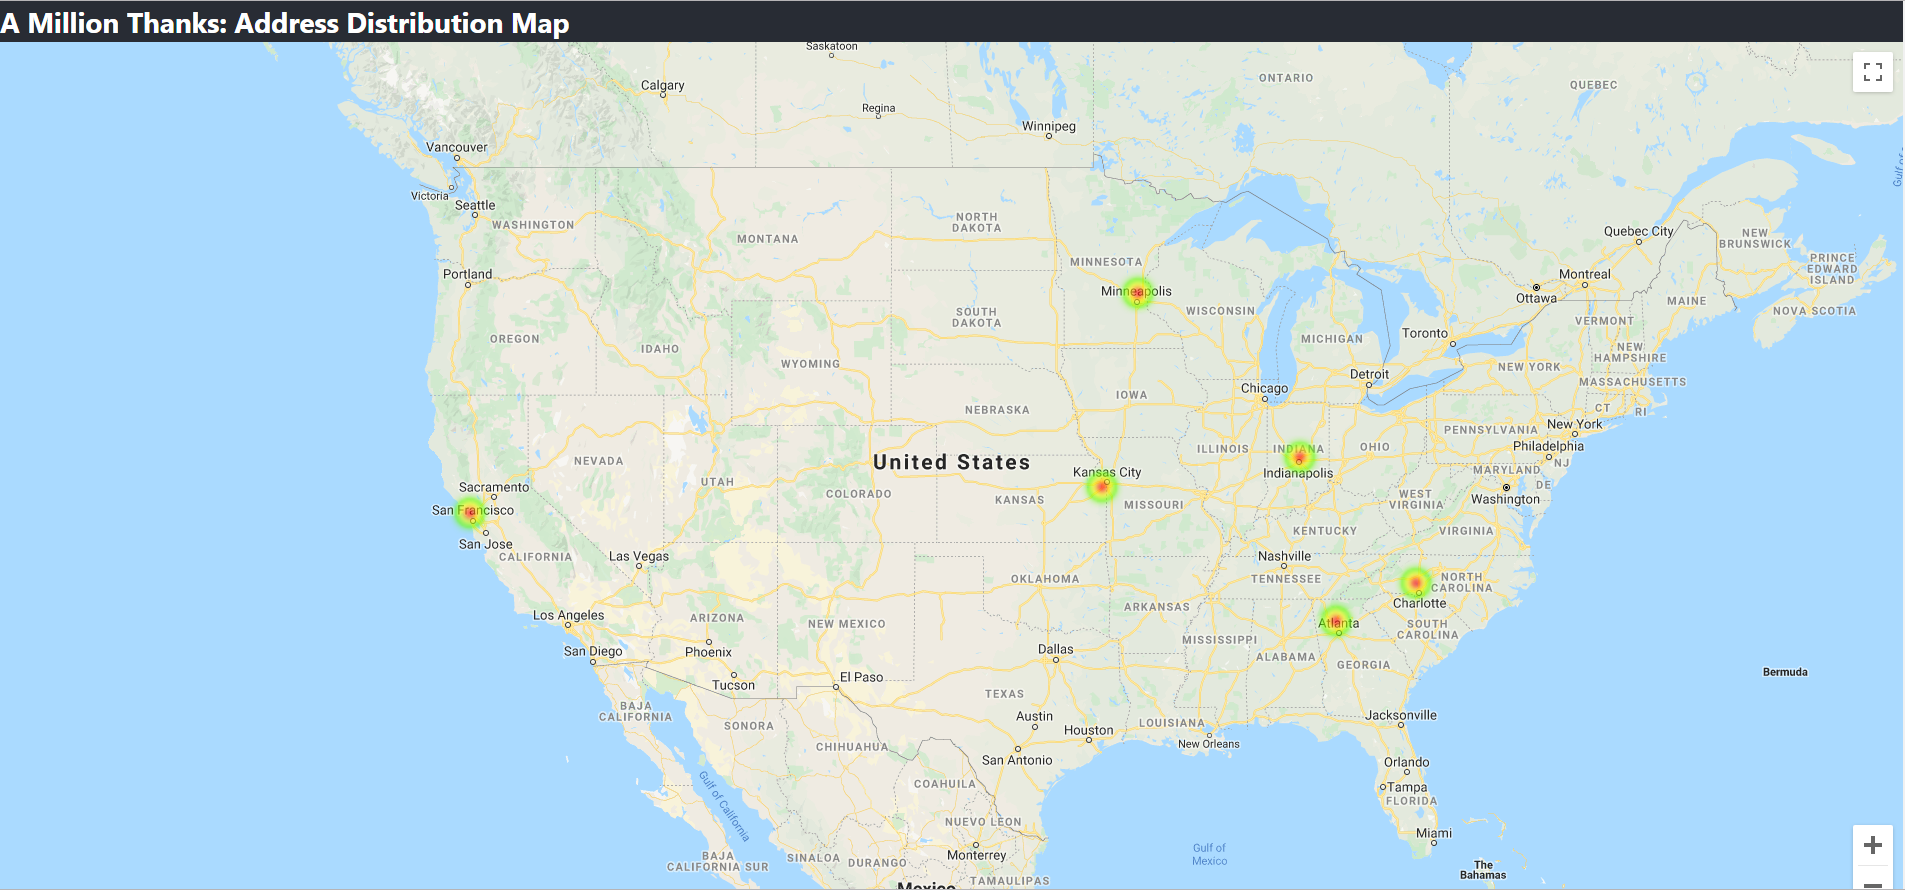 A Million Thanks: Address Distribution Map
Saskatoon
Calgary
ONTARIO
QUEBEC
Regina
Winnipeg
Vancouver
Gulf of
Victoria
Seattle
WASHINGTON
NORTH
DAKOTA
MONTANA
Quebec City
NEW
BRUNSWICK
MINNESOTA
PRINCE
EDWARD
ISLAND
Portland
Montreal
Minneapolis
Ottawa
MAINE
NOVA SCOTIA
SOUTH
DAKOTA
WISCONSIN
VERMONT
OREGON
IDAHO
MICHIGAN
Toronto
NEW
HAMPSHIRE
WYOMING
NEW YORK
Detroit
MASSACHUSETTS
Chicago
IOWA
NEBRASKA
CT
RI
PENNSYLVANIA
New York
ILLINOIS
INDIANA
OHIO
Philadelphia
NEVADA
United States
Kansas City
Indianapolis
MARYLAND
NJ
UTAH
COLORADO
KANSAS
MISSOURI
WEST
VIRGINIA
DE
Washington
Sacramento
San Francisco
San Jose
CALIFORNIA
KENTUCKY
VIRGINIA
Las Vegas
Nashville
OKLAHOMA
TENNESSEE
NORTH
CAROLINA
Los Angeles
ARIZONA
NEW MEXICO
ARKANSAS
Charlotte
Atlanta
SOUTH
CAROLINA
MISSISSIPPI
San Diego
Phoenix
Dallas
ALABAMA
GEORGIA
Tucson
El Paso
TEXAS
Bermuda
BAJA
CALIFORNIA
SONORA
Austin
Houston
LOUISIANA
Jacksonville
CHIHUAHUA
San Antonio
New Orleans
Orlando
Gulf of California
COAHUILA
Tampa
FLORIDA
NUEVO LEON
Miami
BAJA
CALIFORNIA SUR
SINALOA
DURANGO
Monterrey
Gulf of
Mexico
The
Bahamas
TAMAULIPAS
Mexico